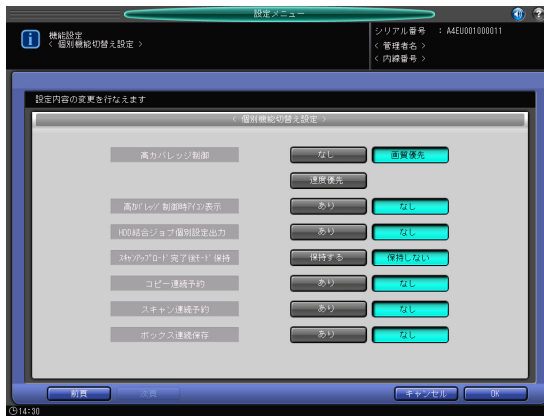 設定メニュー
機能設定
< 個別機能切替え設定 >
シリアル番号 : A4EU001000011
< 管理者名 >
< 内線番号 >
設定内容の変更を行なえます
< 個別機能切替え設定 >
高カバレッジ制御
なし
画質優先
速度優先
高カバレッジ制御時アイコン表示
あり
なし
HDD結合ジョブ個別設定出力
あり
なし
スキャンアップロード完了後モード保持
保持する
保持しない
コピー連続予約
あり
なし
スキャン連続予約
あり
なし
ボックス連続保存
あり
なし
前頁
次頁
キャンセル
OK
14:30